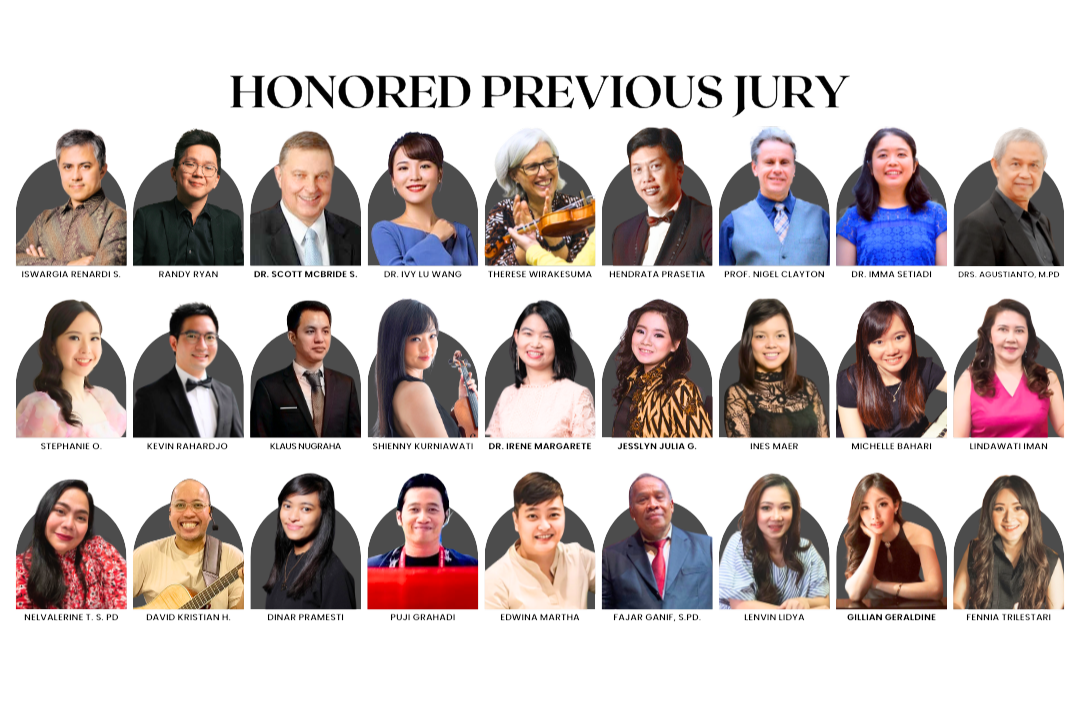 HONORED PREVIOUS JURY
ISWARGIA RENARDI S.
RANDY RYAN
DR. SCOTT MCBRIDE S.
DR. IVY LU WANG
THERESE WIRAKESUMA
HENDRATA PRASETIA
PROF. NIGEL CLAYTON
DR. IMMA SETIADI
DRS. AGUSTIANTO, M.PD
STEPHANIE O.
KEVIN RAHARDJO
KLAUS NUGRAHA
SHIENNY KURNIAWATI
DR. IRENE MARGARETE
JESSLYN JULIA G.
INES MAER
MICHELLE BAHARI
LINDAWATI IMAN
NELVALERINE T. S. PD
DAVID KRISTIAN H.
DINAR PRAMESTI
PUJI GRAHADI
EDWINA MARTHA
FAJAR GANIF, S.PD.
LENVIN LIDYA
GILLIAN GERALDINE
FENNIA TRILESTARI